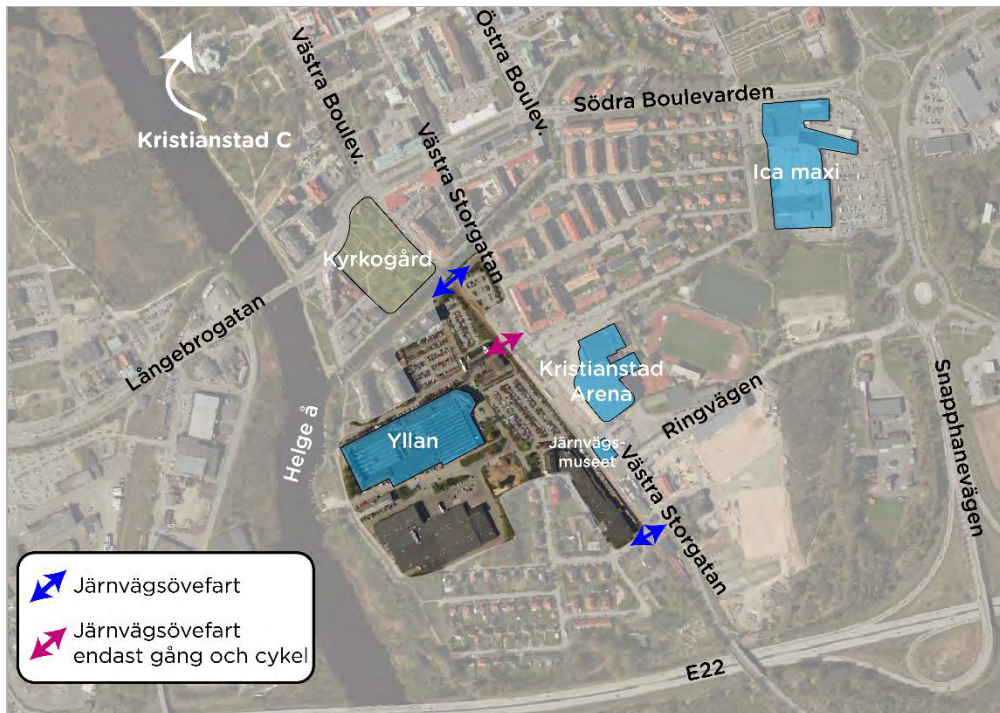 Västra Boulev.
Östra Boulev.
Södra Boulevarden
Kristianstad C
Västra Storgatan
Ica maxi
Kyrkogård
Långebrogatan
Kristianstad
Arena
Ringvägen
Snapphanevägen
Helge å
Yllan
Järnvägs-
museet
Västra Storgatan
Järnvägsövefart
Järnvägsövefart
endast gång och cykel
E22